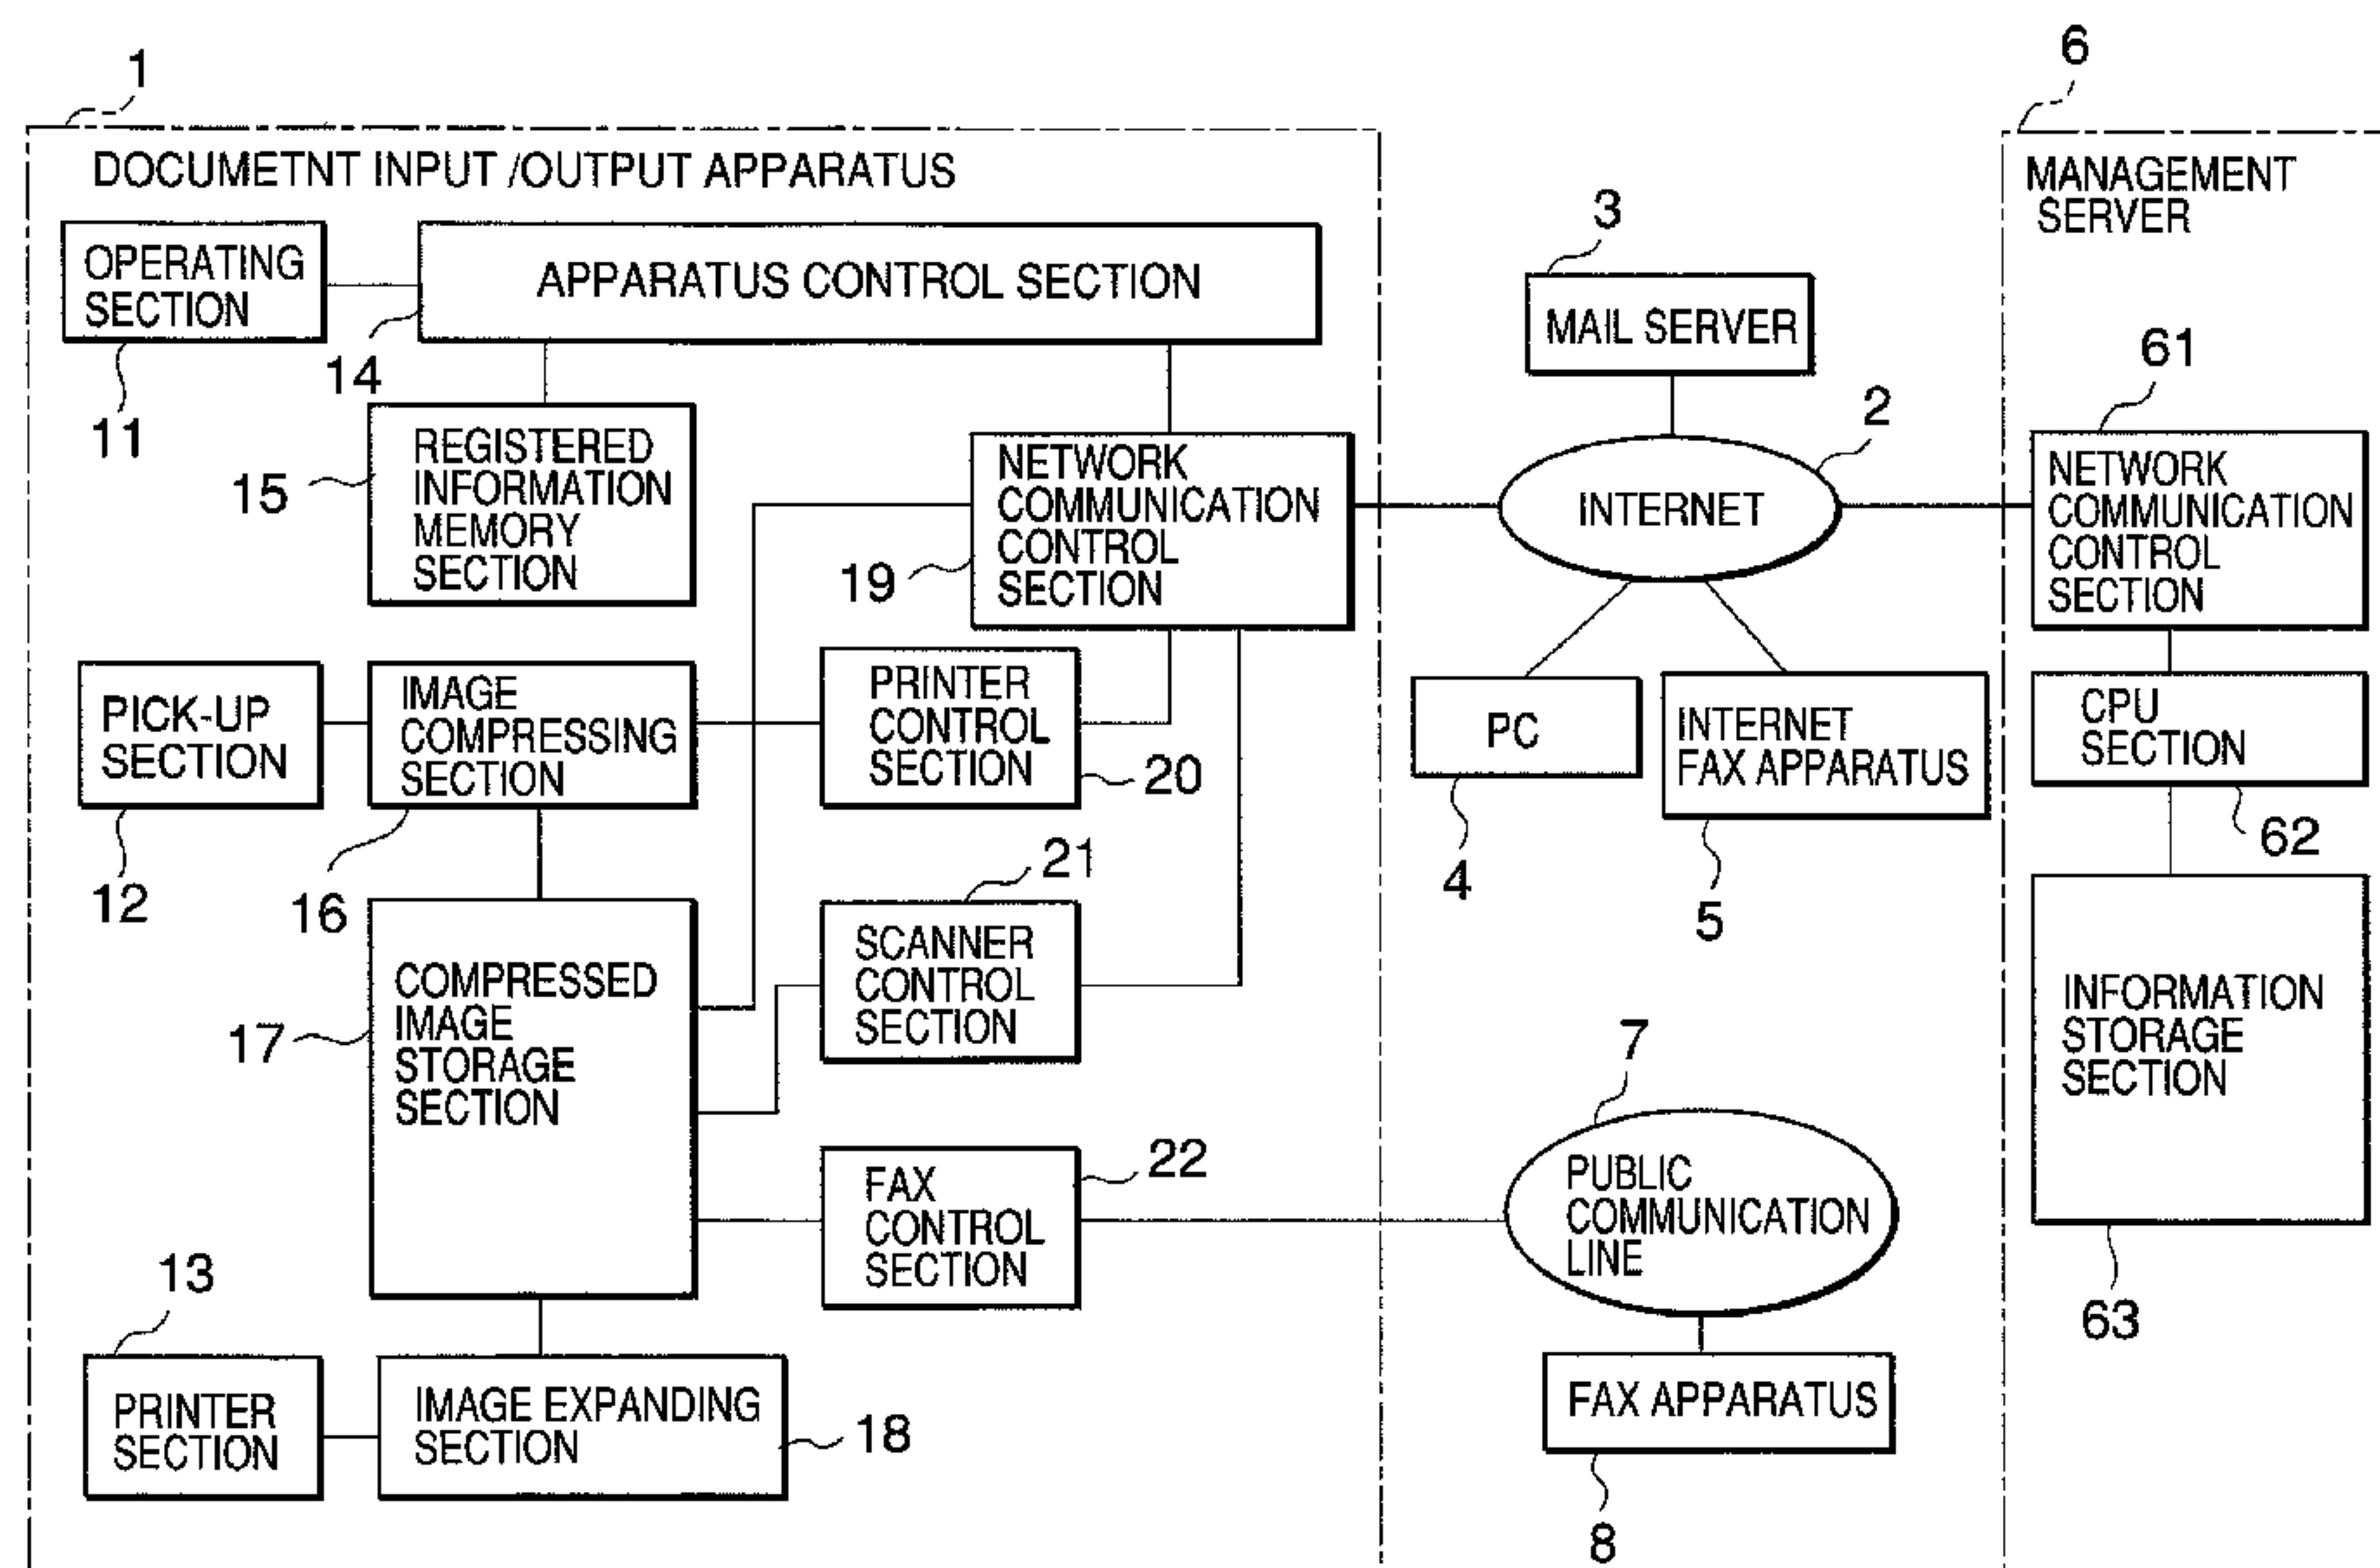 1
6
DOCUMETNT INPUT /OUTPUT APPARATUS
MANAGEMENT
SERVER
OPERATING
SECTION
11
APPARATUS CONTROL SECTION
14
3
MAIL SERVER
REGISTERED
INFORMATION
MEMORY
SECTION
15
NETWORK
COMMUNICATION
CONTROL
SECTION
19
2
INTERNET
61
NETWORK
COMMUNICATION
CONTROL
SECTION
PICK-UP
SECTION
12
IMAGE
COMPRESSING
SECTION
16
PRINTER
CONTROL
SECTION
20
PC
4
INTERNET
FAX APPARATUS
5
CPU
SECTION
62
COMPRESSED
IMAGE
STORAGE
SECTION
17
21
SCANNER
CONTROL
SECTION
INFORMATION
STORAGE
SECTION
63
FAX
CONTROL
SECTION
22
7
PUBLIC
COMMUNICATION
LINE
13
PRINTER
SECTION
IMAGE EXPANDING
SECTION
18
FAX APPARATUS
8